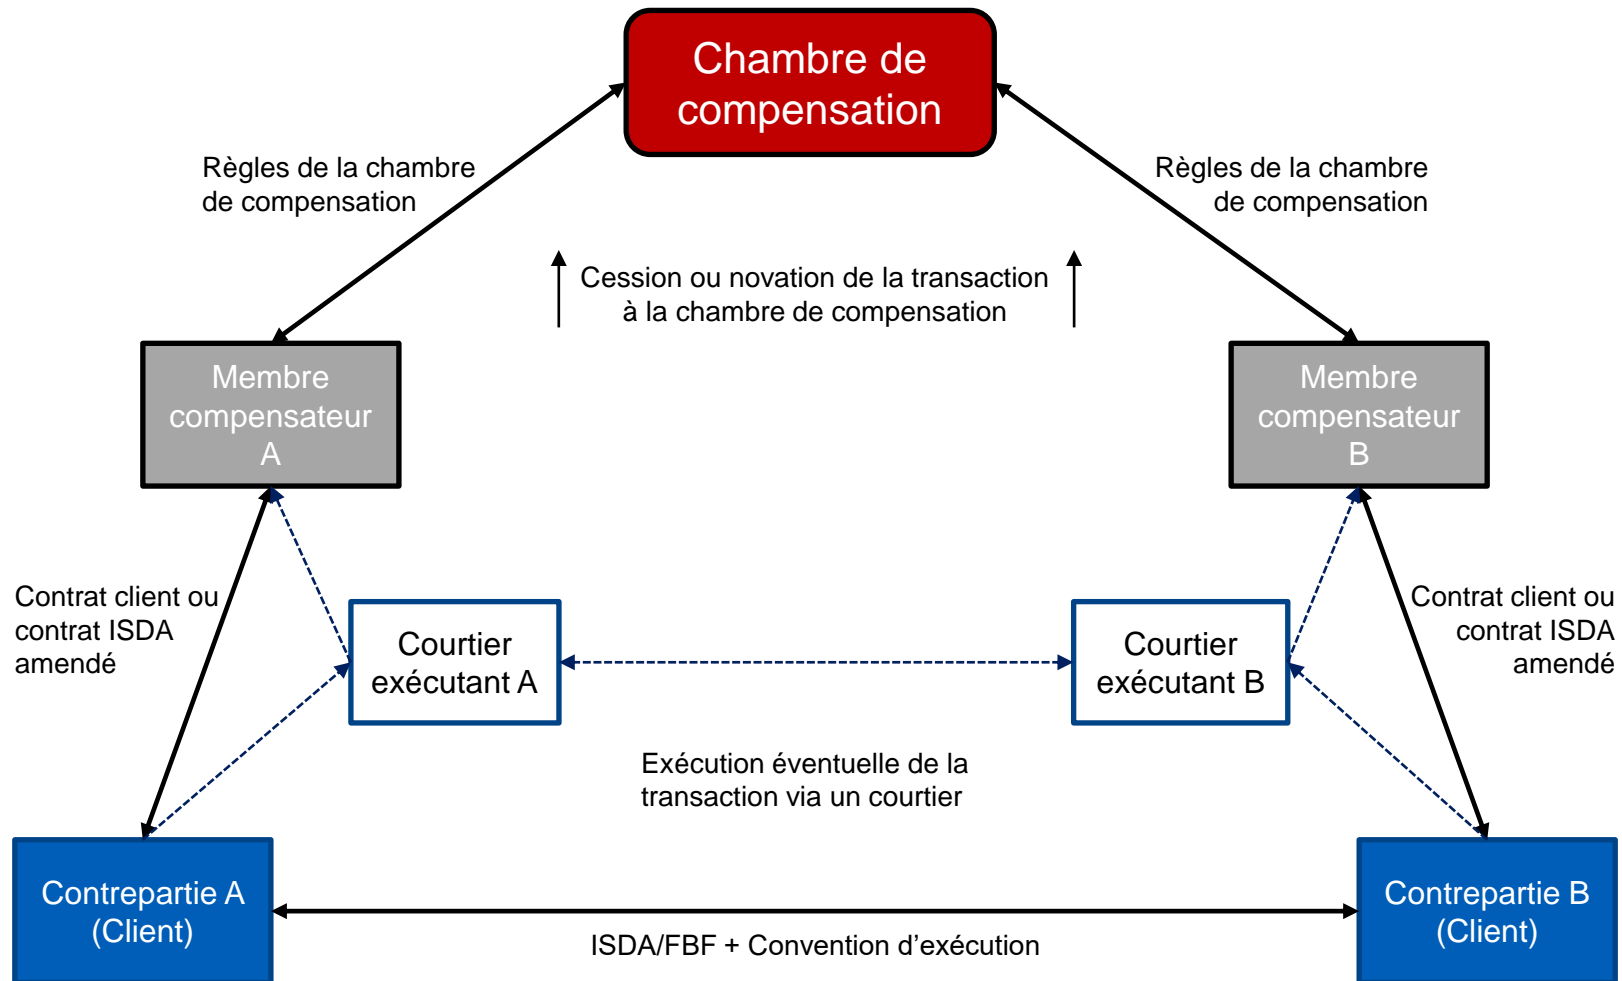 Chambre de
compensation
Règles de la chambre
de compensation
Règles de la chambre
de compensation
Cession ou novation de la transaction
à la chambre de compensation
Membre
compensateur
A
Membre
compensateur
B
Contrat client ou
contrat ISDA
amendé
Courtier
exécutant A
Courtier
exécutant B
Contrat client ou
contrat ISDA
amendé
Exécution éventuelle de la
transaction via un courtier
Contrepartie A
(Client)
Contrepartie B
(Client)
ISDA/FBF + Convention d’exécution